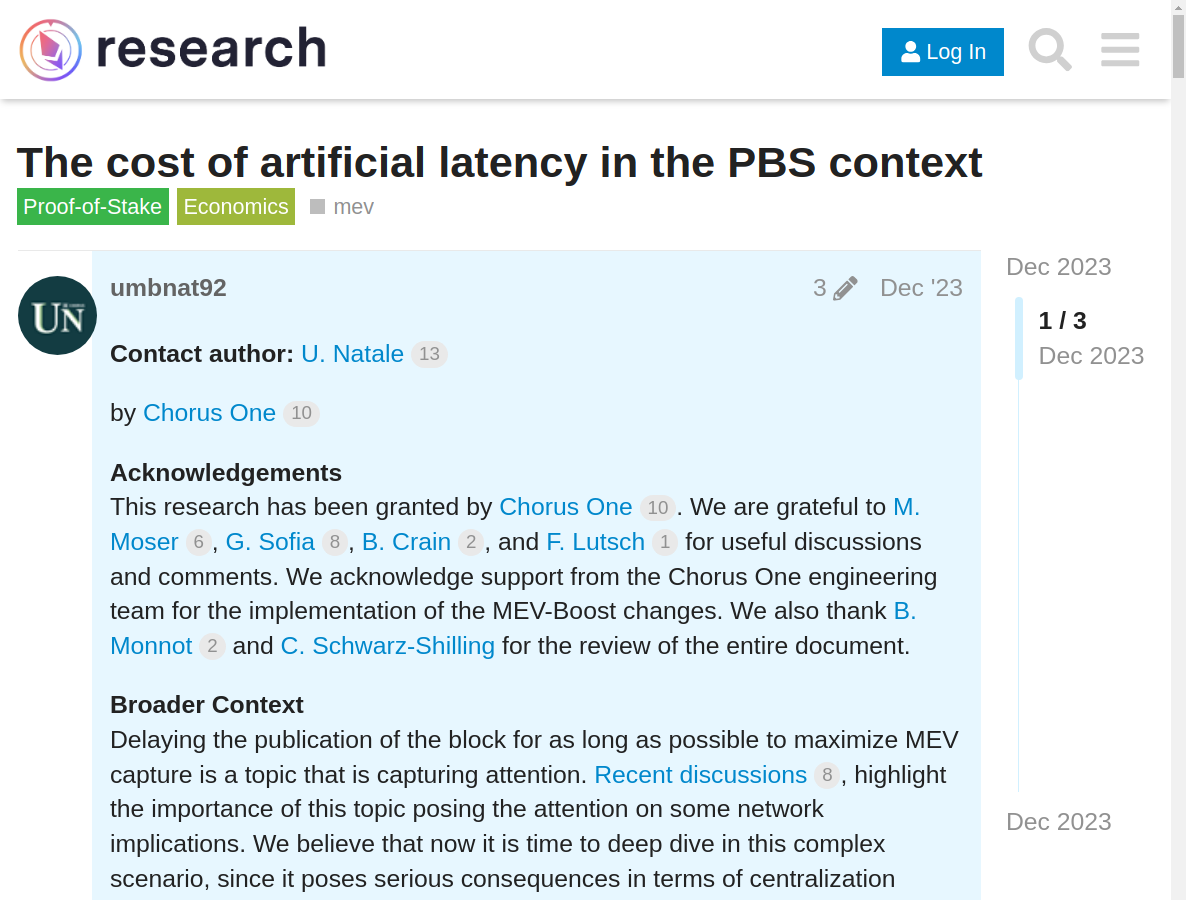 research
Log In
The cost of artificial latency in the PBS context
Proof-of-Stake Economics mev
umbnat92 3 Dec '23
Dec 2023
1 / 3
Dec 2023
UN
Contact author: U. Natale 13
by Chorus One 10
Acknowledgements
This research has been granted by Chorus One 10. We are grateful to M.
Moser 6, G. Sofia 8, B. Crain 2, and F. Lutsch 1 for useful discussions
and comments. We acknowledge support from the Chorus One engineering
team for the implementation of the MEV-Boost changes. We also thank B.
Monnot 2 and C. Schwarz-Shilling for the review of the entire document.
Broader Context
Delaying the publication of the block for as long as possible to maximize MEV
capture is a topic that is capturing attention. Recent discussions 8, highlight
the importance of this topic posing the attention on some network
implications. We believe that now it is time to deep dive in this complex
scenario, since it poses serious consequences in terms of centralization
Dec 2023